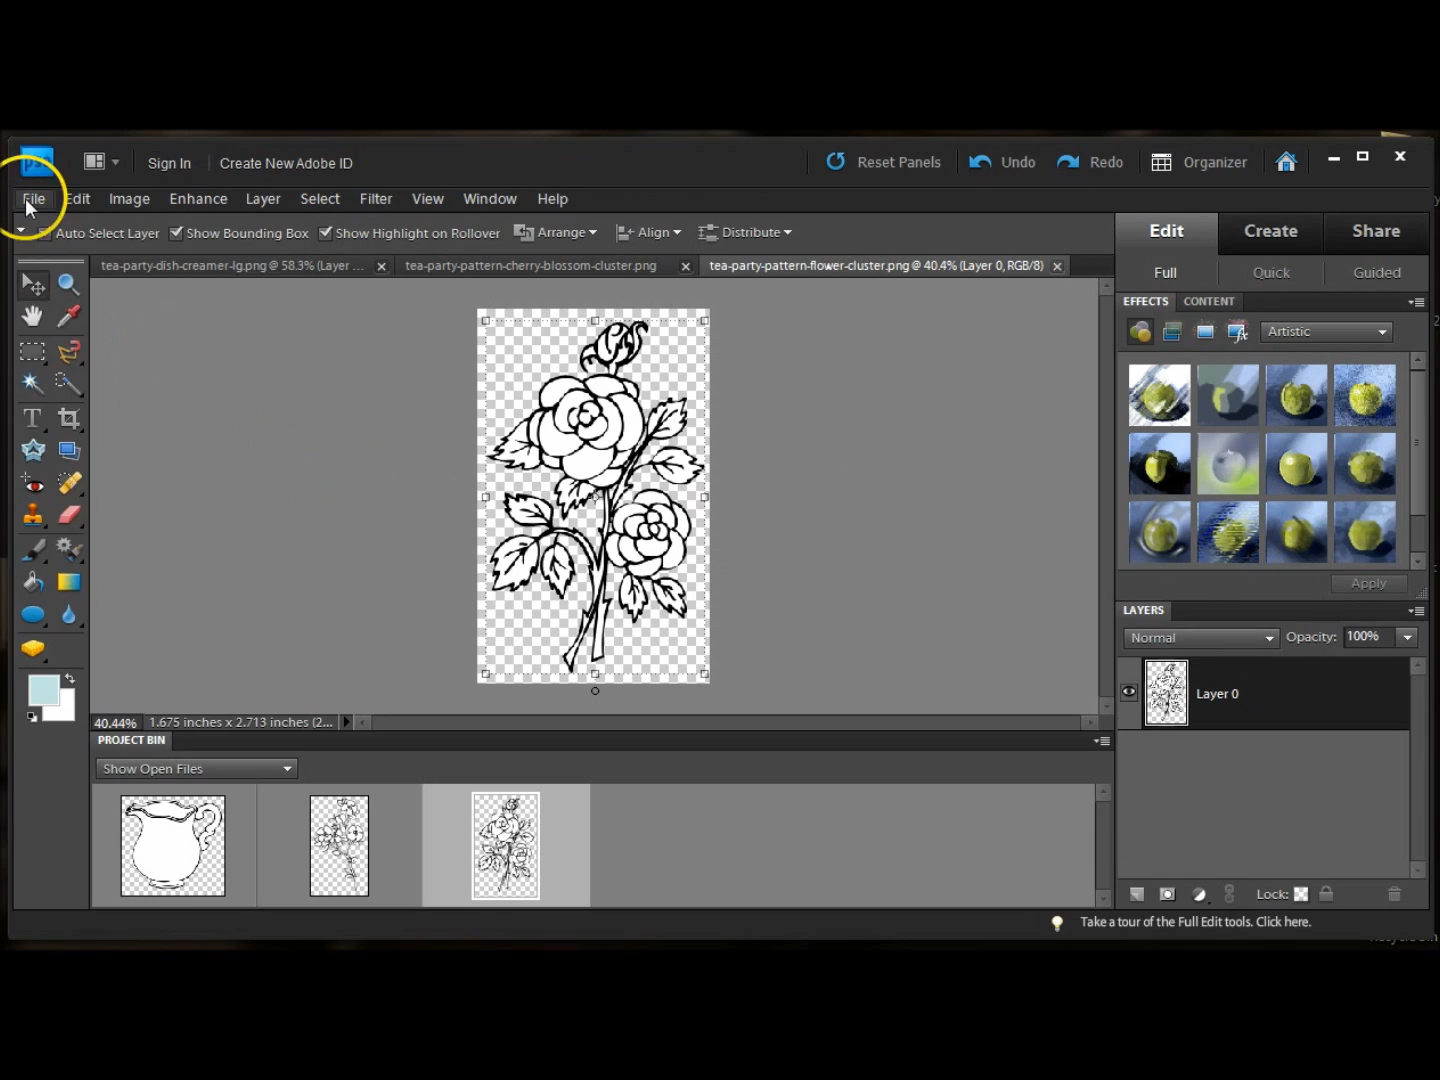 Sign In Create New Adobe ID Reset Panels Undo Redo Organizer
File Edit Image Enhance Layer Select Filter View Window Help
Auto Select Layer Show Bounding Box Show Highlight on Rollover Arrange Align Distribute
Edit Create Share
tea-party-dish-creamer-lg.png @ 58.3% (Layer ... tea-party-pattern-cherry-blossom-cluster.png tea-party-pattern-flower-cluster.png @ 40.4% (Layer 0, RGB/8)
Full Quick Guided
EFFECTS CONTENT
Artistic
T
Apply
LAYERS
Normal Opacity: 100%
Layer 0
40.44% 1.675 inches x 2.713 inches (2...
PROJECT BIN
Show Open Files
Lock:
Take a tour of the Full Edit tools. Click here.